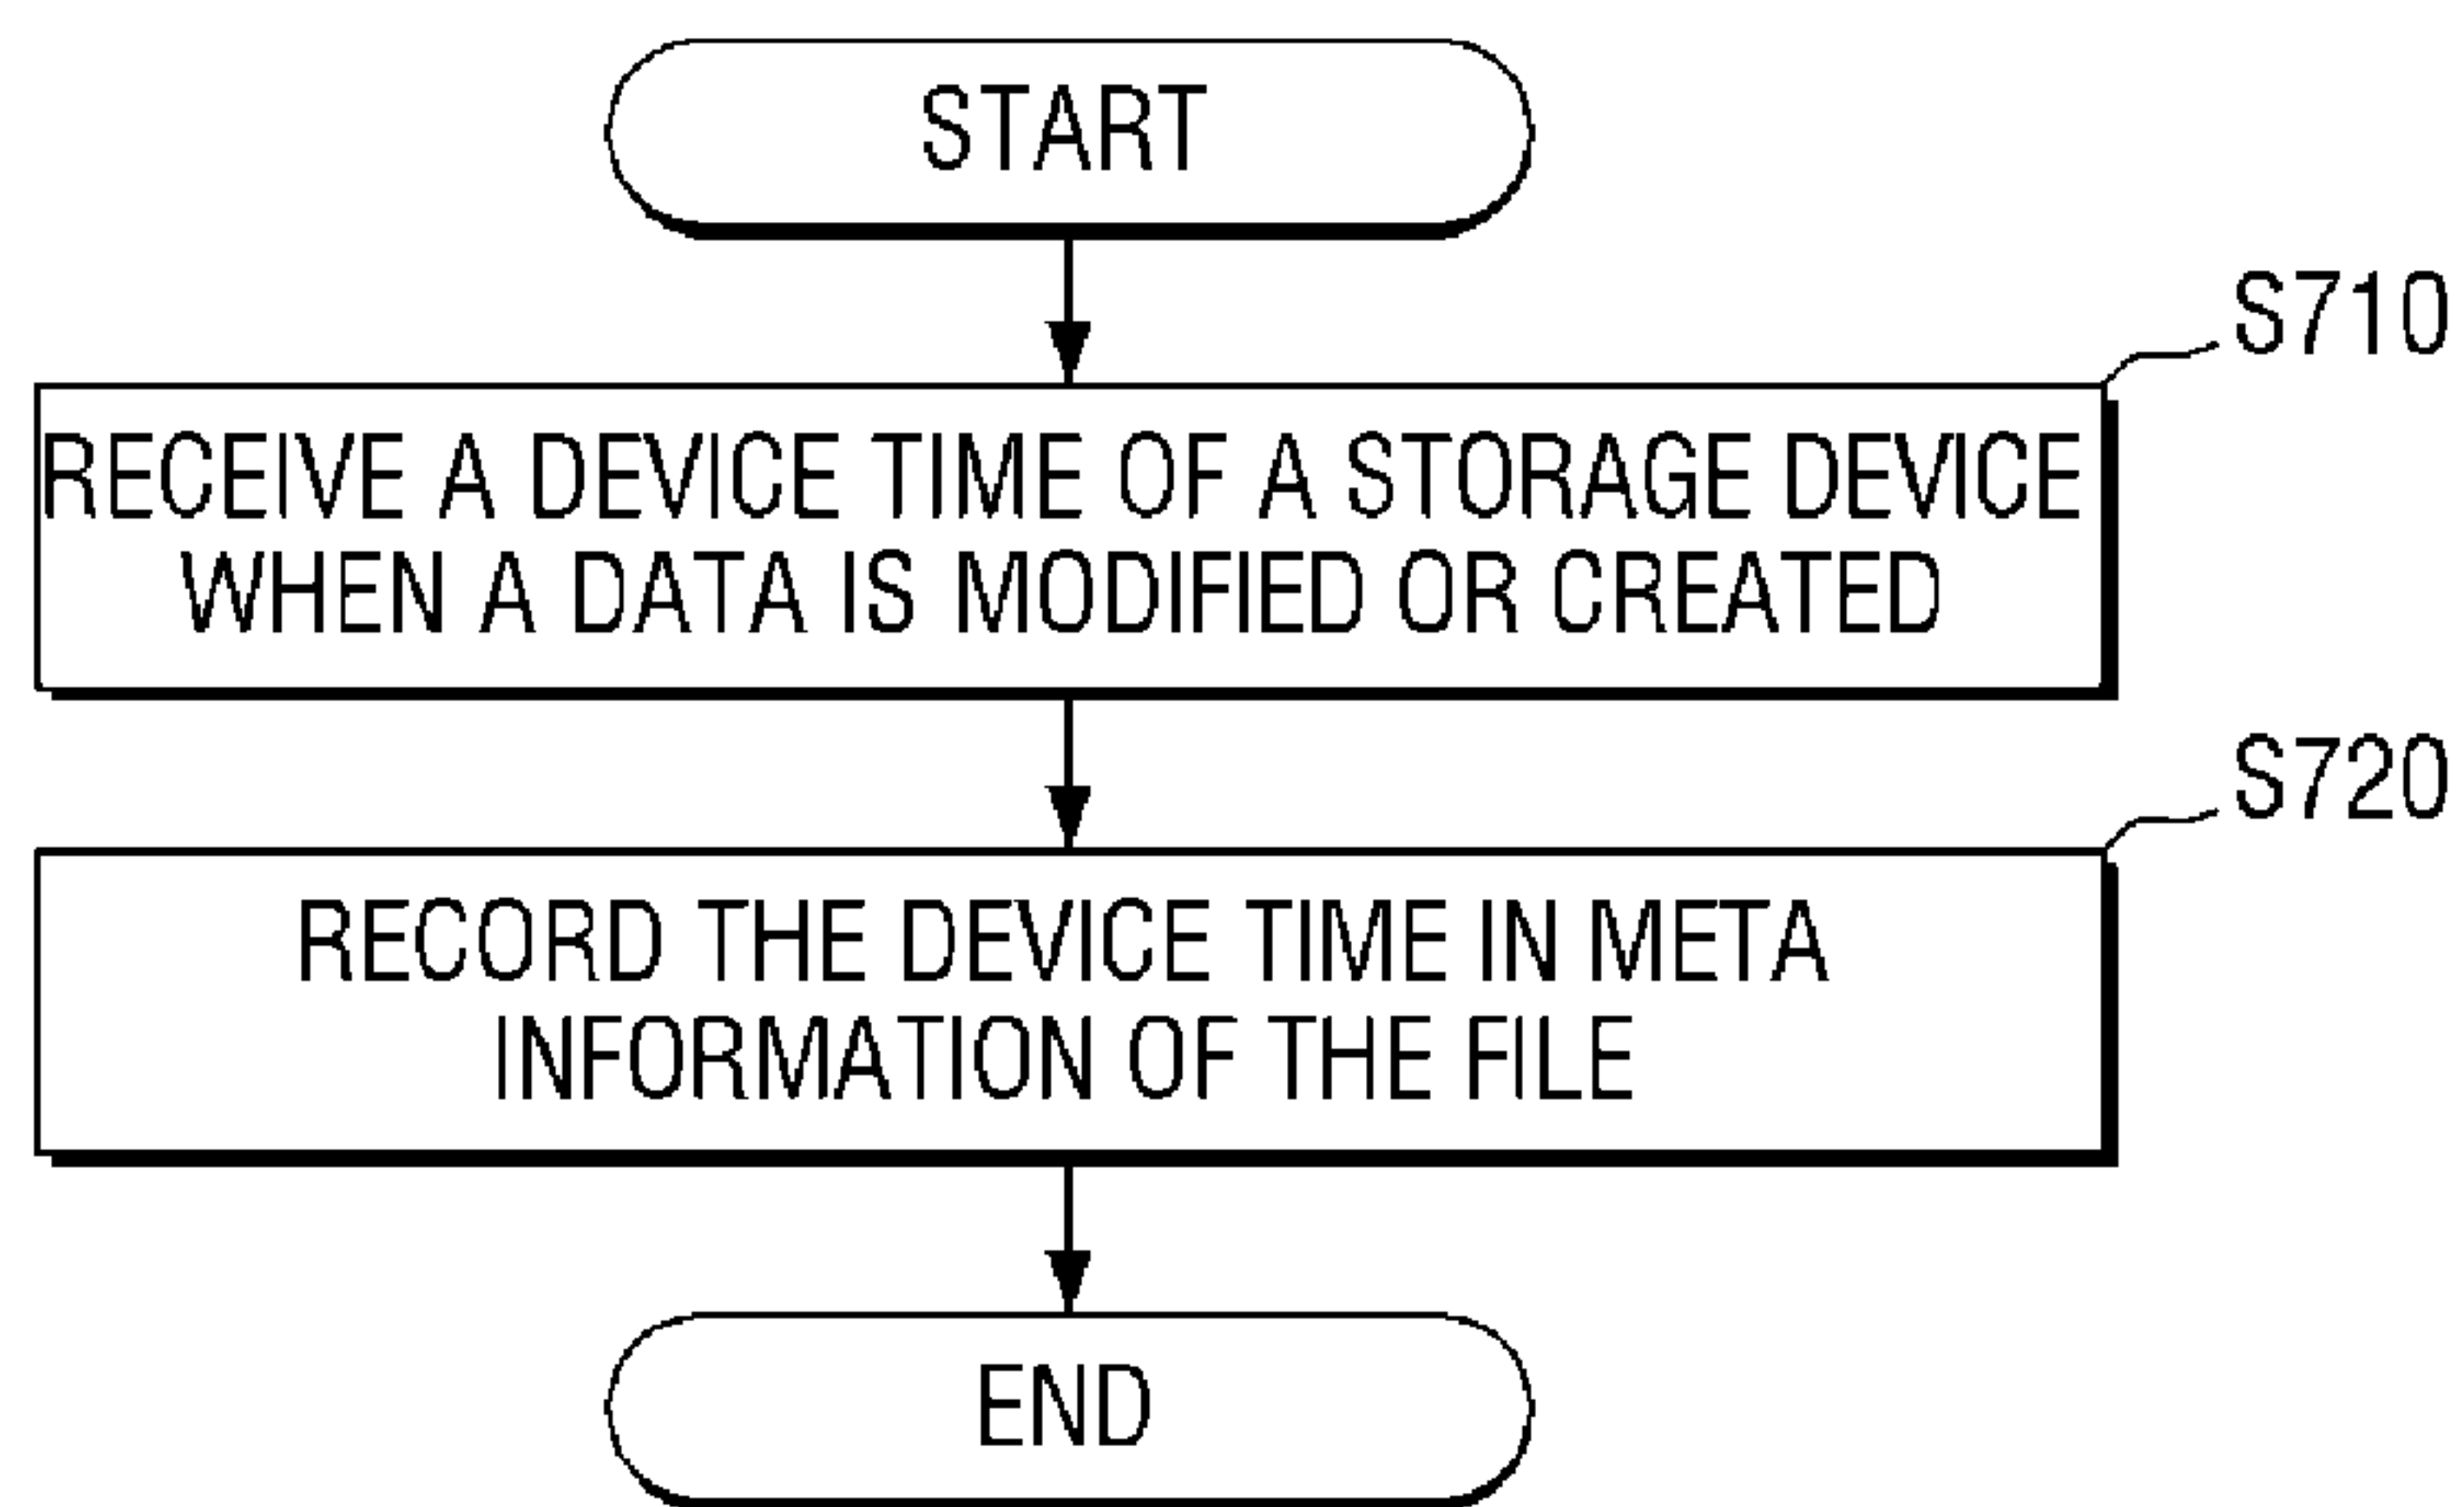 START
S710
RECEIVE A DEVICE TIME OF A STORAGE DEVICE
WHEN A DATA IS MODIFIED OR CREATED
S720
RECORD THE DEVICE TIME IN META
INFORMATION OF THE FILE
END